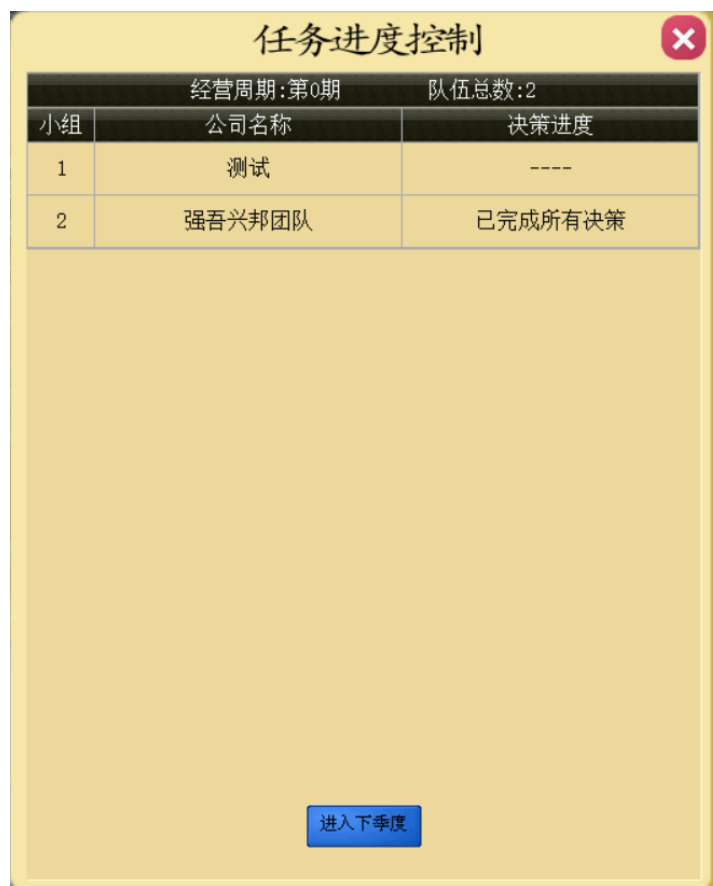 任务进度控制
经营周期:第0期 队伍总数:2
小组 公司名称 决策进度
1 测试 ----
2 强吾兴邦团队 已完成所有决策
进入下季度